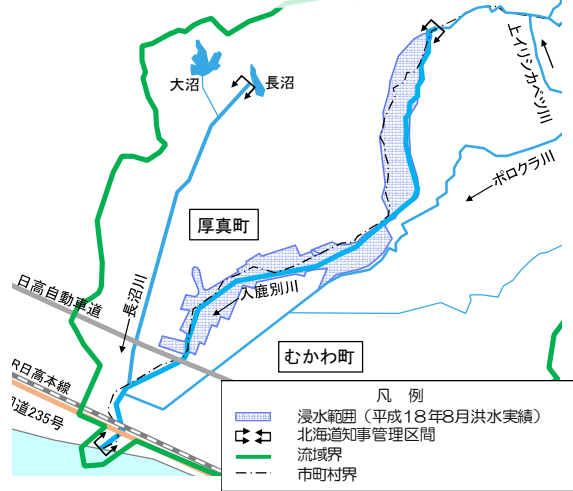 上イリシカベツ川
大沼
長沼
ポロクラ川
厚真町
入鹿別川
日高自動車道
長沼川
むかわ町
R日高本線
道235号
凡 例
浸水範囲（平成18年8月洪水実績）
北海道知事管理区間
流域界
市町村界